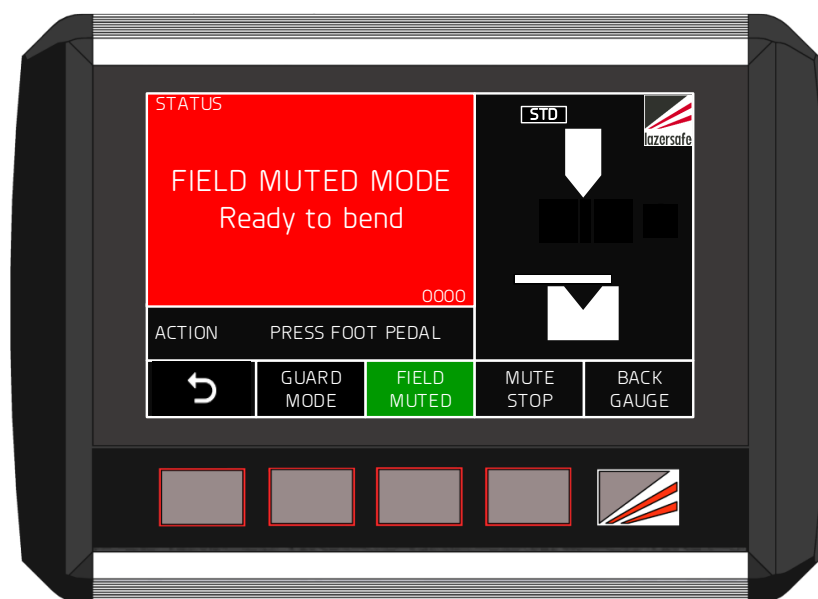 STATUS
FIELD MUTED MODE
Ready to bend
0000
ACTION PRESS FOOT PEDAL
STD
lazersafe
GUARD MODE
FIELD MUTED
MUTE STOP
BACK GAUGE